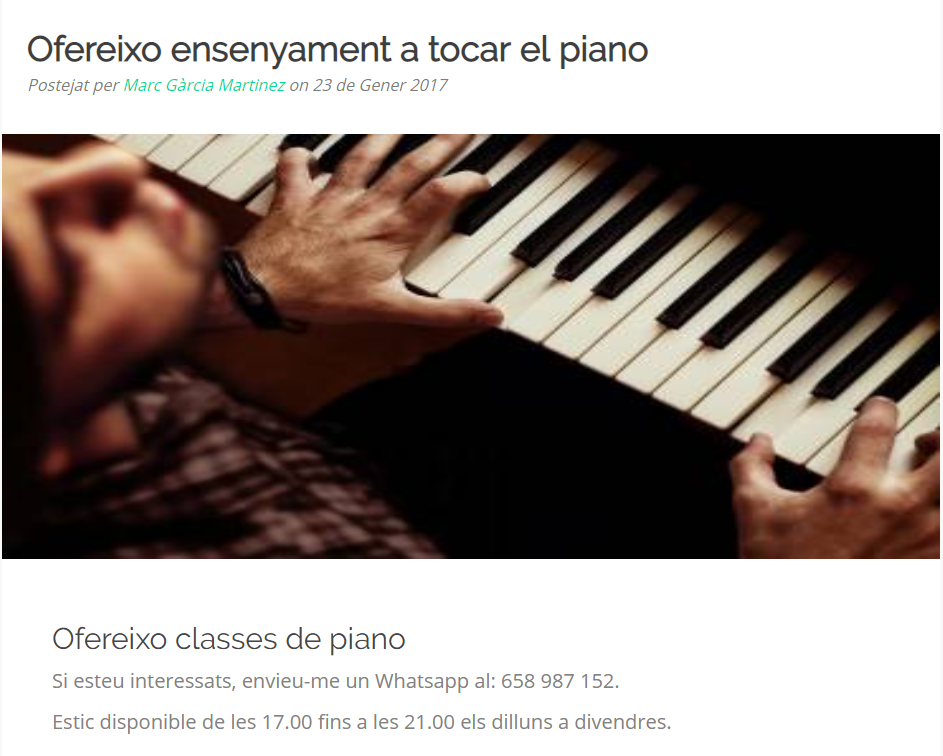 Ofereixo ensenyament a tocar el piano
Postejat per Marc Gàrcia Martinez on 23 de Gener 2017
Ofereixo classes de piano
Si esteu interessats, envieu-me un Whatsapp al: 658 987 152.
Estic disponible de les 17.00 fins a les 21.00 els dilluns a divendres.